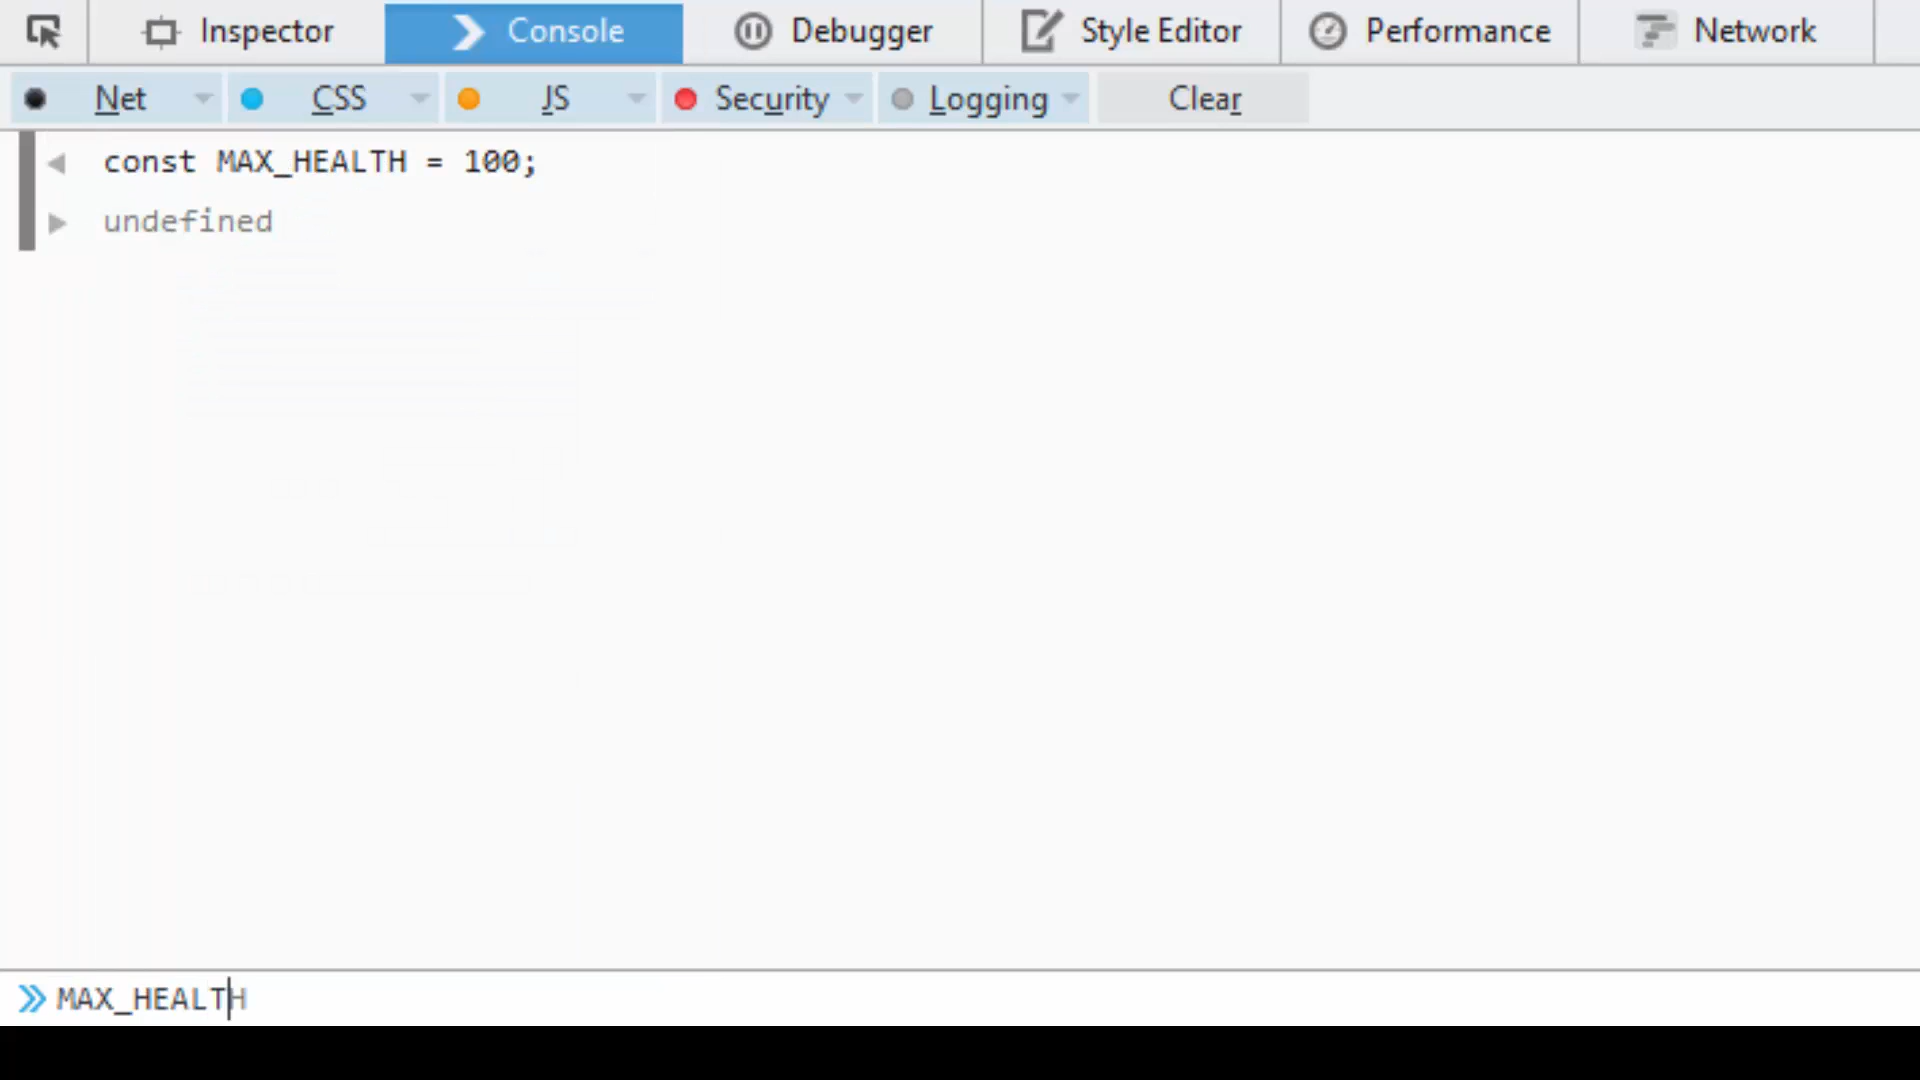 Inspector Console Debugger Style Editor Performance Network
Net CSS JS Security Logging Clear
const MAX_HEALTH = 100;
undefined
MAX_HEALTH